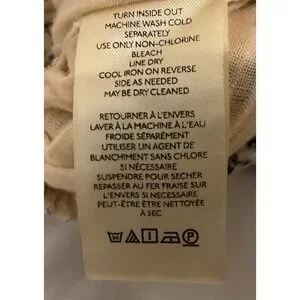 TURN INSIDE OUT
MACHINE WASH COLD
SEPARATELY
USE ONLY NON-CHLORINE
BLEACH
LINE DRY
COOL IRON ON REVERSE
SIDE AS NEEDED
MAY BE DRY CLEANED
RETOURNER À L'ENVERS
LAVER À LA MACHINE À L'EAU
FROIDE SÉPARÉMENT
UTILISER UN AGENT DE
BLANCHIMENT SANS CHLORE
SI NÉCESSAIRE
SUSPENDRE POUR SECHER
REPASSER AU FER FRAISE SUR
L'ENVERS SI NECESSAIRE
PEUT-ÊTRE ÊTRE NETTOYÉE
À SEC